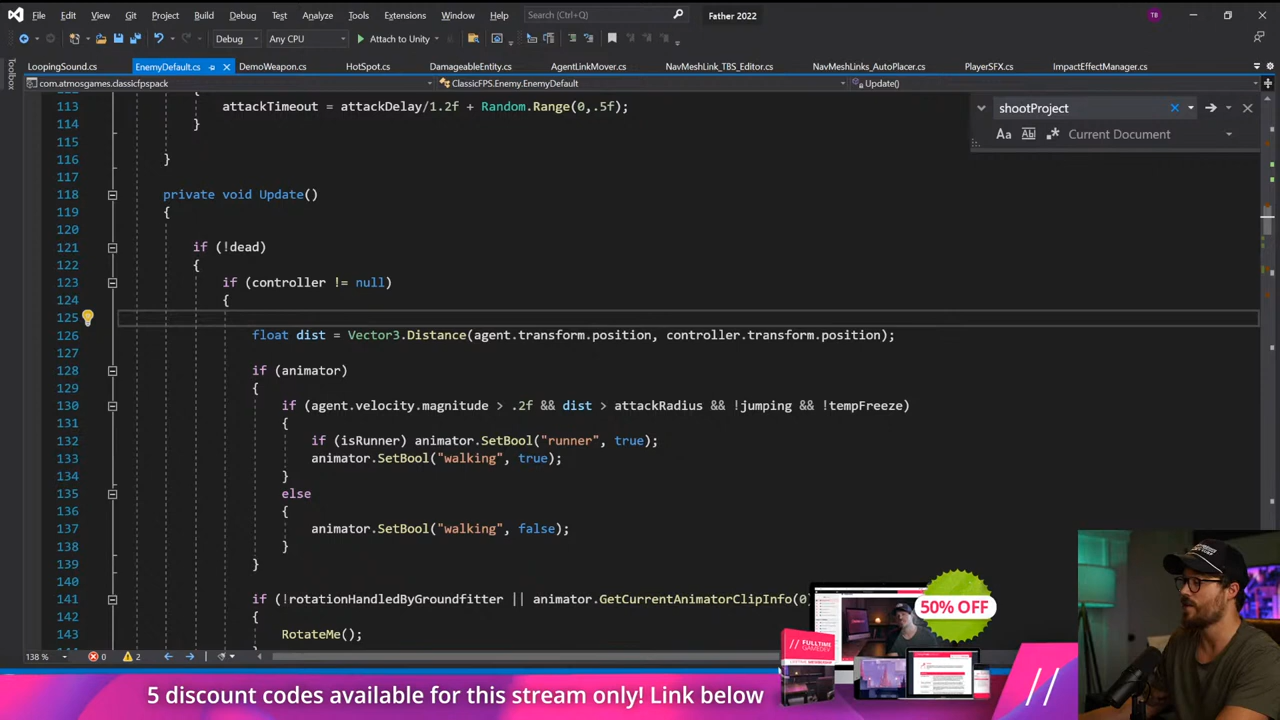 File Edit View Git Project Build Debug Test Analyze Tools Extensions Window Help Search (Ctrl+Q) Father 2022 TB
Debug Any CPU Attach to Unity
Toolbox
LoopingSound.cs EnemyDefault.cs DemoWeapon.cs HotSpot.cs DamageableEntity.cs AgentLinkMover.cs NavMeshLink_TBS_Editor.cs NavMeshLinks_AutoPlacer.cs PlayerSFX.cs ImpactEffectManager.cs
com.atmosgames.classicfpspack ClassicFPS.Enemy.EnemyDefault Update()
shootProject
Aa Ab Current Document
113 attackTimeout = attackDelay/1.2f + Random.Range(0,.5f);
114 }
115
116 }
117
118 private void Update()
119 {
120
121 if (!dead)
122 {
123 if (controller != null)
124 {
125
126 float dist = Vector3.Distance(agent.transform.position, controller.transform.position);
127
128 if (animator)
129 {
130 if (agent.velocity.magnitude > .2f && dist > attackRadius && !jumping && !tempFreeze)
131 {
132 if (isRunner) animator.SetBool("runner", true);
133 animator.SetBool("walking", true);
134 }
135 else
136 {
137 animator.SetBool("walking", false);
138 }
139 }
140
141 if (!rotationHandledByGroundfitter || animator.GetCurrentAnimatorClipInfo(0)
142
143 RotateMe();
138 % 0 2
50% OFF
// FULLTIME
GAMEDEV
5 discount codes available for this stream only! Link below
//